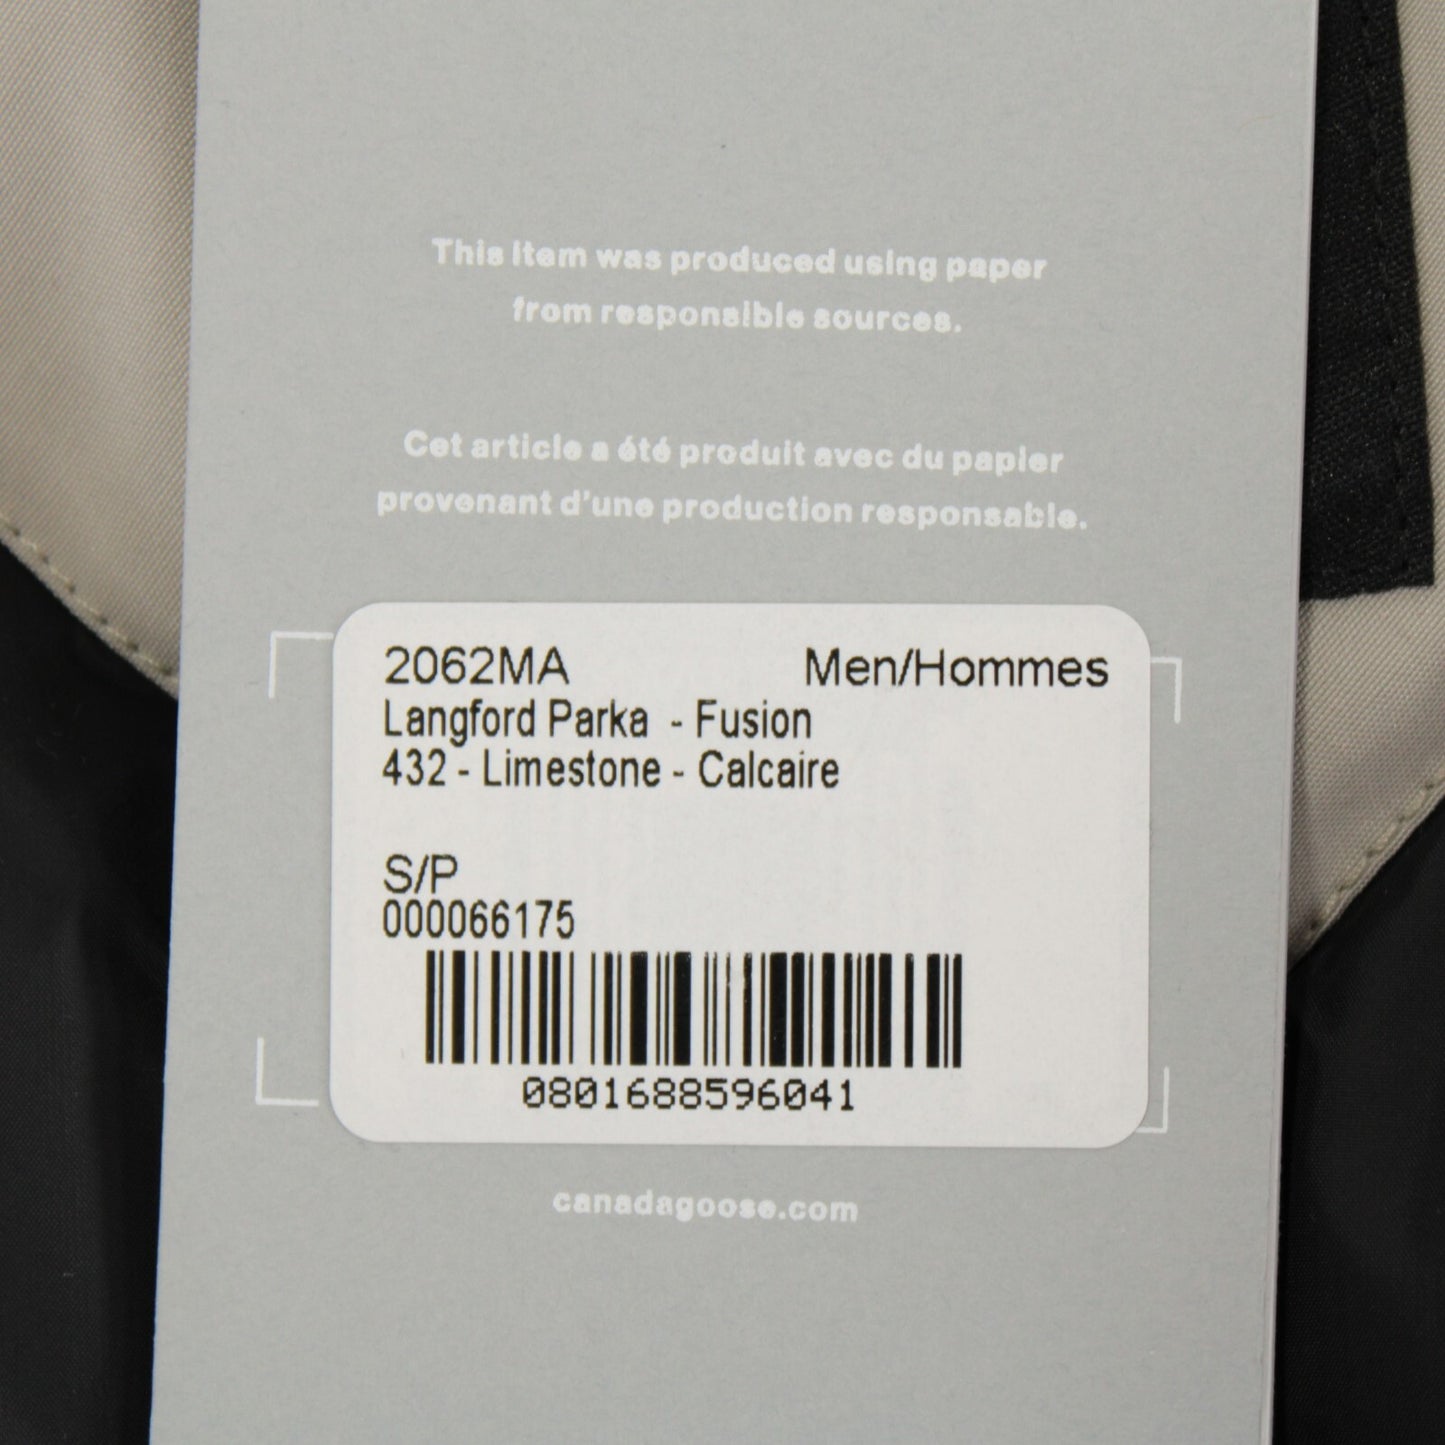 This item was produced using paper
from responsible sources.
Cet article a été produit avec du papier
provenant d'une production responsable.
2062MA Men/Hommes
Langford Parka - Fusion
432 - Limestone - Calcaire
S/P
000066175
0801688596041
canadagoose.com